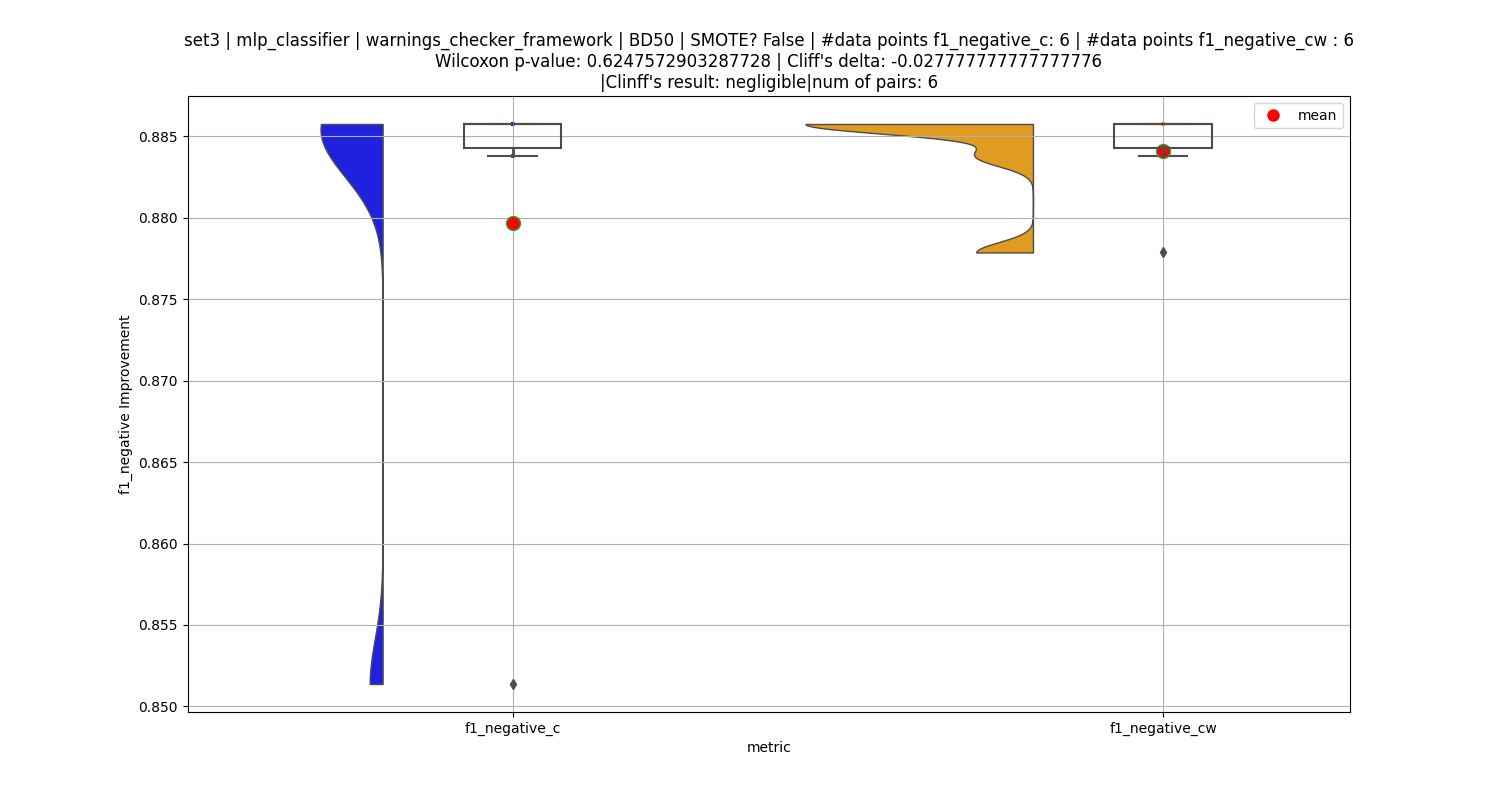 set3 | mlp_classifier | warnings_checker_framework | BD50 | SMOTE? False | #data points f1_negative_c: 6 | #data points f1_negative_cw : 6
Wilcoxon p-value: 0.6247572903287728 | Cliff's delta: -0.027777777777777776
|Clinff's result: negligible|num of pairs: 6
mean
0.885
0.880
0.875
0.870
0.865
0.860
0.855
0.850
f1_negative Improvement
f1_negative_c
f1_negative_cw
metric